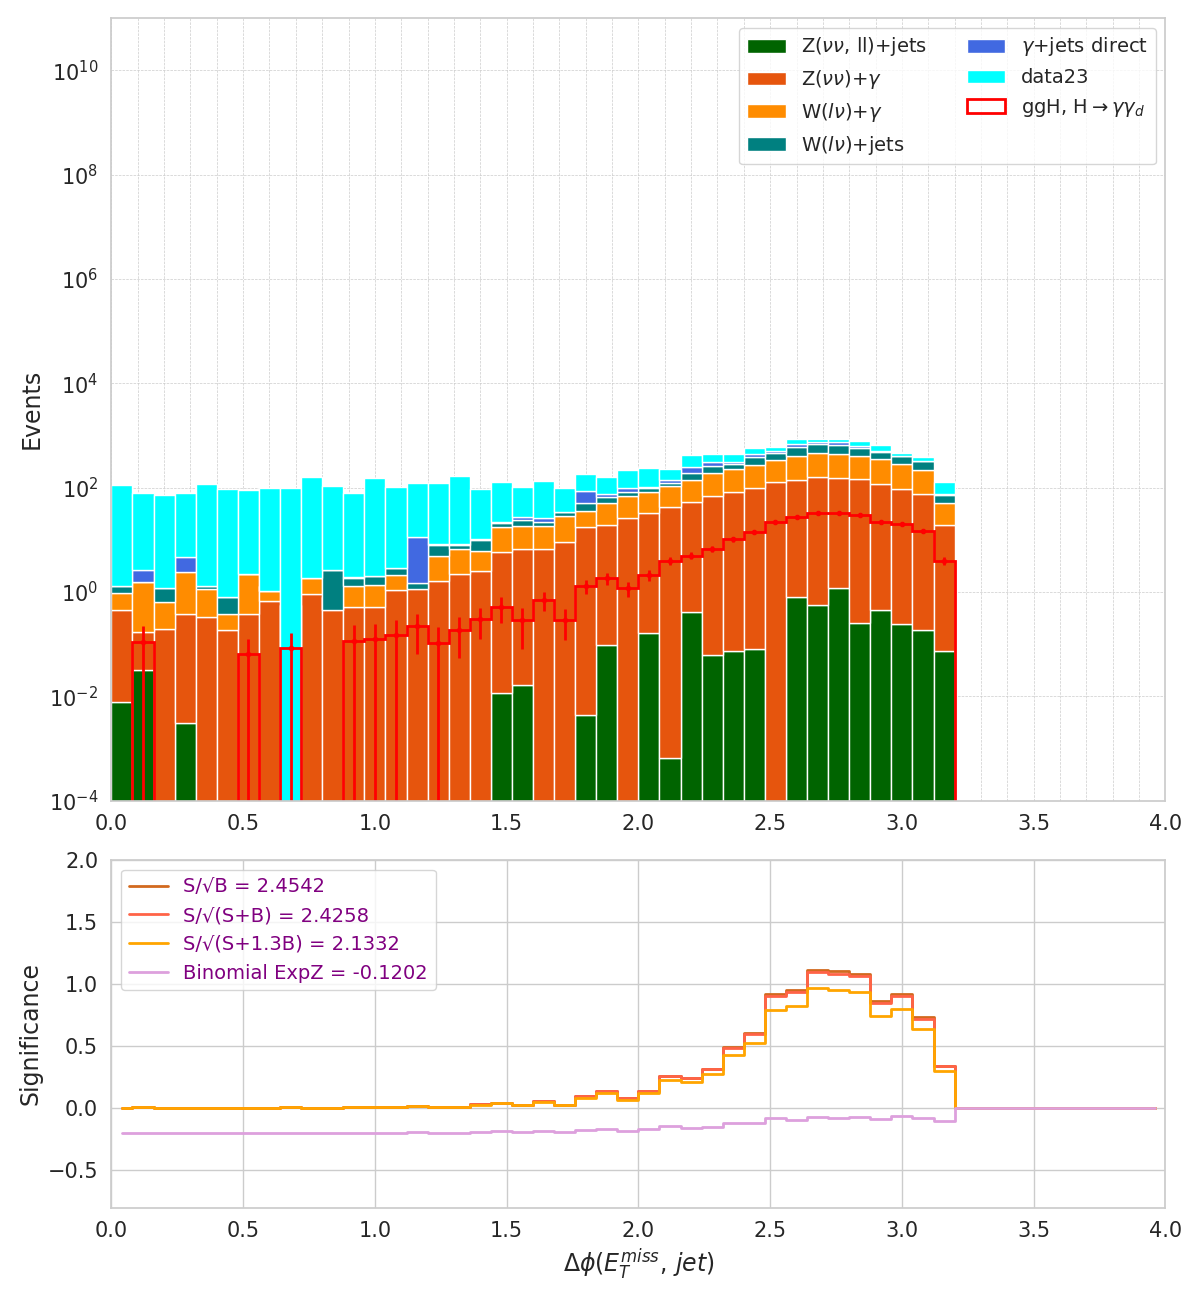 Z(νν, ll)+jets
Z(νν)+γ
W(lν)+γ
W(lν)+jets
γ+jets direct
data23
ggH, H→γγ_d
Events
10^10
10^8
10^6
10^4
10^2
10^0
10^−2
10^−4
0.0 0.5 1.0 1.5 2.0 2.5 3.0 3.5 4.0
S/√B = 2.4542
S/√(S+B) = 2.4258
S/√(S+1.3B) = 2.1332
Binomial ExpZ = -0.1202
Significance
2.0
1.5
1.0
0.5
0.0
−0.5
0.0 0.5 1.0 1.5 2.0 2.5 3.0 3.5 4.0
Δϕ(E_T^miss, jet)